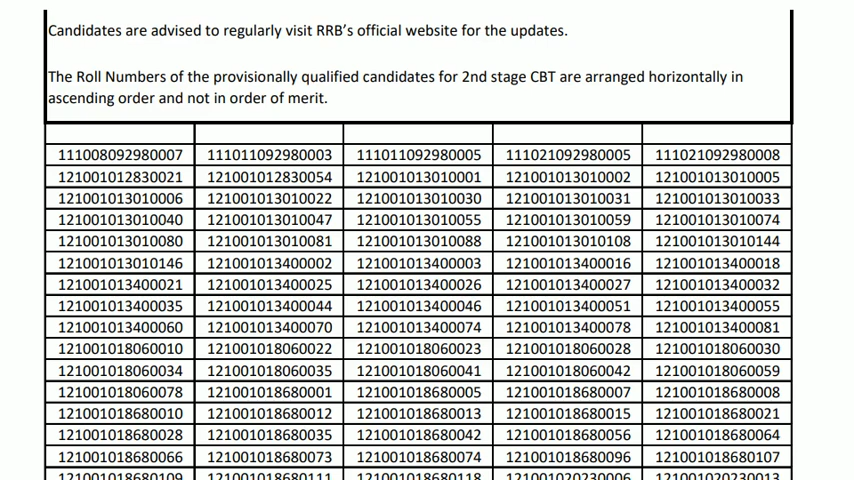 Candidates are advised to regularly visit RRB’s official website for the updates.
The Roll Numbers of the provisionally qualified candidates for 2nd stage CBT are arranged horizontally in
ascending order and not in order of merit.
111008092980007 111011092980003 111011092980005 111021092980005 111021092980008
121001012830021 121001012830054 121001013010001 121001013010002 121001013010005
121001013010006 121001013010022 121001013010030 121001013010031 121001013010033
121001013010040 121001013010047 121001013010055 121001013010059 121001013010074
121001013010080 121001013010081 121001013010088 121001013010108 121001013010144
121001013010146 121001013400002 121001013400003 121001013400016 121001013400018
121001013400021 121001013400025 121001013400026 121001013400027 121001013400032
121001013400035 121001013400044 121001013400046 121001013400051 121001013400055
121001013400060 121001013400070 121001013400074 121001013400078 121001013400081
121001018060010 121001018060022 121001018060023 121001018060028 121001018060030
121001018060034 121001018060035 121001018060041 121001018060042 121001018060059
121001018060078 121001018680001 121001018680005 121001018680007 121001018680008
121001018680010 121001018680012 121001018680013 121001018680015 121001018680021
121001018680028 121001018680035 121001018680042 121001018680056 121001018680064
121001018680066 121001018680073 121001018680074 121001018680096 121001018680107
121001018680109 121001018680111 121001018680118 121001020230006 121001020230013